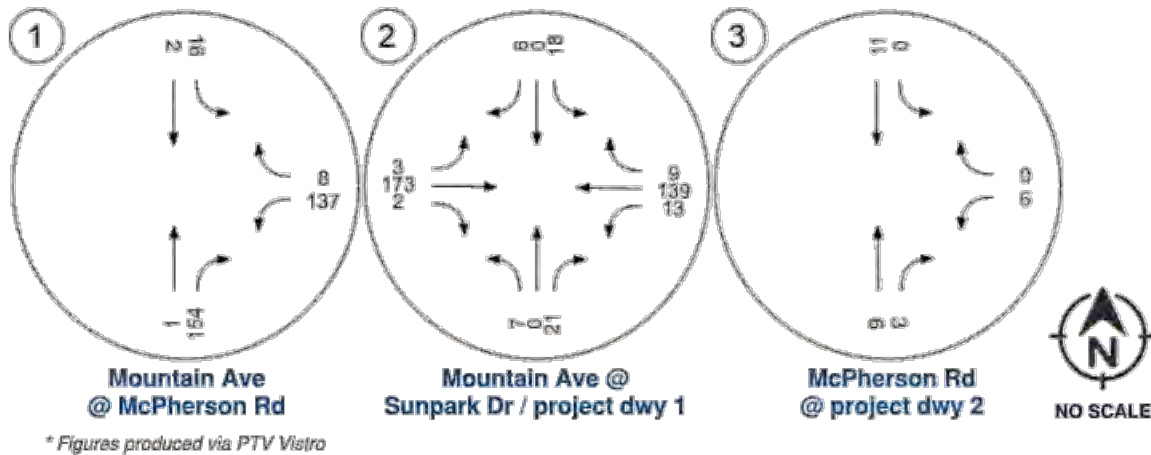 1
2 16
8
137
1 154
Mountain Ave
@ McPherson Rd
2
8 0 18
3
173
2
9
139
13
7 0 21
Mountain Ave @
Sunpark Dr / project dwy 1
3
11 0
0
6
6 3
McPherson Rd
@ project dwy 2
N
NO SCALE
* Figures produced via PTV Vistro